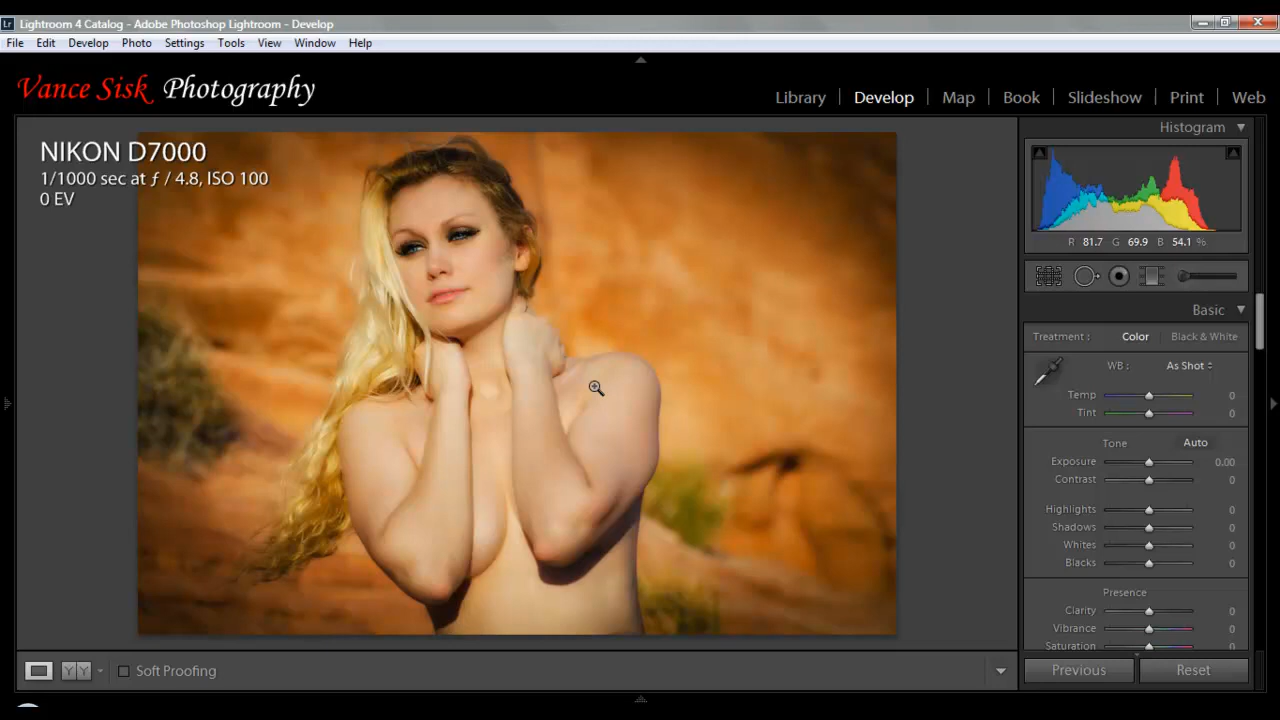 Lightroom 4 Catalog - Adobe Photoshop Lightroom - Develop
File Edit Develop Photo Settings Tools View Window Help
Vance Sisk Photography
Library Develop Map Book Slideshow Print Web
Histogram
NIKON D7000
1/1000 sec at ƒ / 4.8, ISO 100
0 EV
R 81.7 G 69.9 B 54.1 %
Basic
Treatment : Color Black & White
WB : As Shot
Temp 0
Tint 0
Tone Auto
Exposure 0.00
Contrast 0
Highlights 0
Shadows 0
Whites 0
Blacks 0
Presence
Clarity 0
Vibrance 0
Saturation 0
YY Soft Proofing
Previous Reset